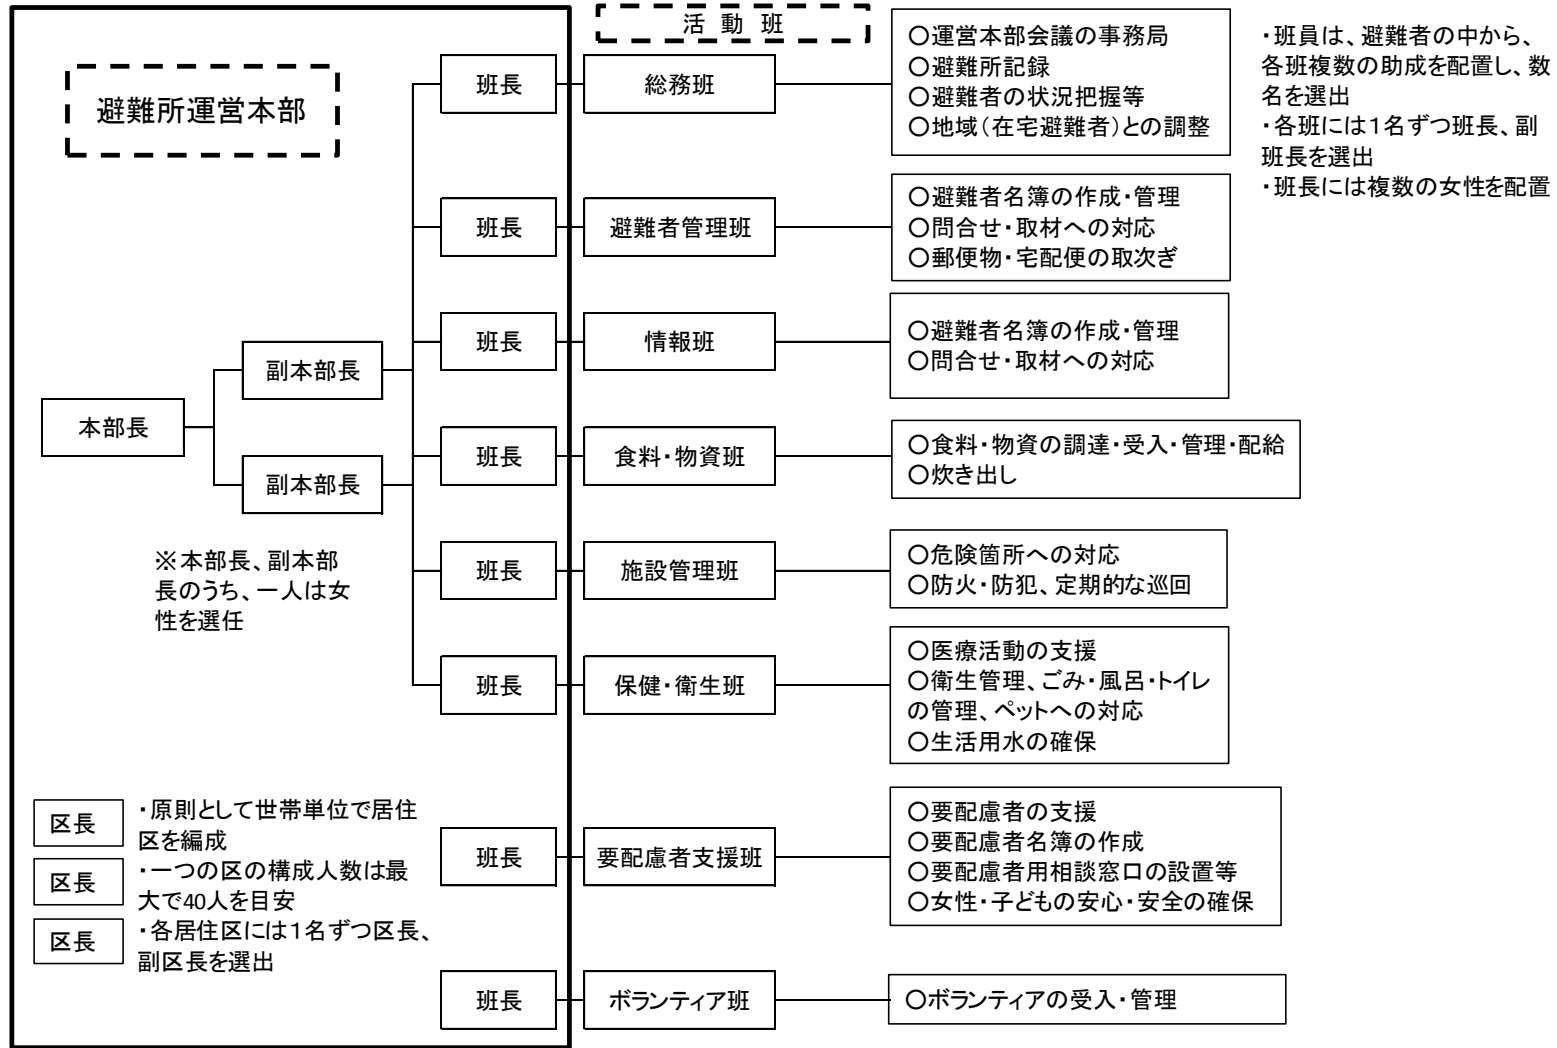 避難所運営本部
活 動 班
班長
総務班
〇運営本部会議の事務局
〇避難所記録
〇避難者の状況把握等
〇地域(在宅避難者)との調整
・班員は、避難者の中から、
各班複数の助成を配置し、数
名を選出
・各班には1名ずつ班長、副
班長を選出
・班長には複数の女性を配置
班長
避難者管理班
〇避難者名簿の作成・管理
〇問合せ・取材への対応
〇郵便物・宅配便の取次ぎ
班長
情報班
〇避難者名簿の作成・管理
〇問合せ・取材への対応
副本部長
本部長
副本部長
班長
食料・物資班
〇食料・物資の調達・受入・管理・配給
〇炊き出し
※本部長、副本部
長のうち、一人は女
性を選任
班長
施設管理班
〇危険箇所への対応
〇防火・防犯、定期的な巡回
班長
保健・衛生班
〇医療活動の支援
〇衛生管理、ごみ・風呂・トイレ
の管理、ペットへの対応
〇生活用水の確保
区長
区長
区長
・原則として世帯単位で居住
区を編成
・一つの区の構成人数は最
大で40人を目安
・各居住区には1名ずつ区長、
副区長を選出
班長
要配慮者支援班
〇要配慮者の支援
〇要配慮者名簿の作成
〇要配慮者用相談窓口の設置等
〇女性・子どもの安心・安全の確保
班長
ボランティア班
〇ボランティアの受入・管理